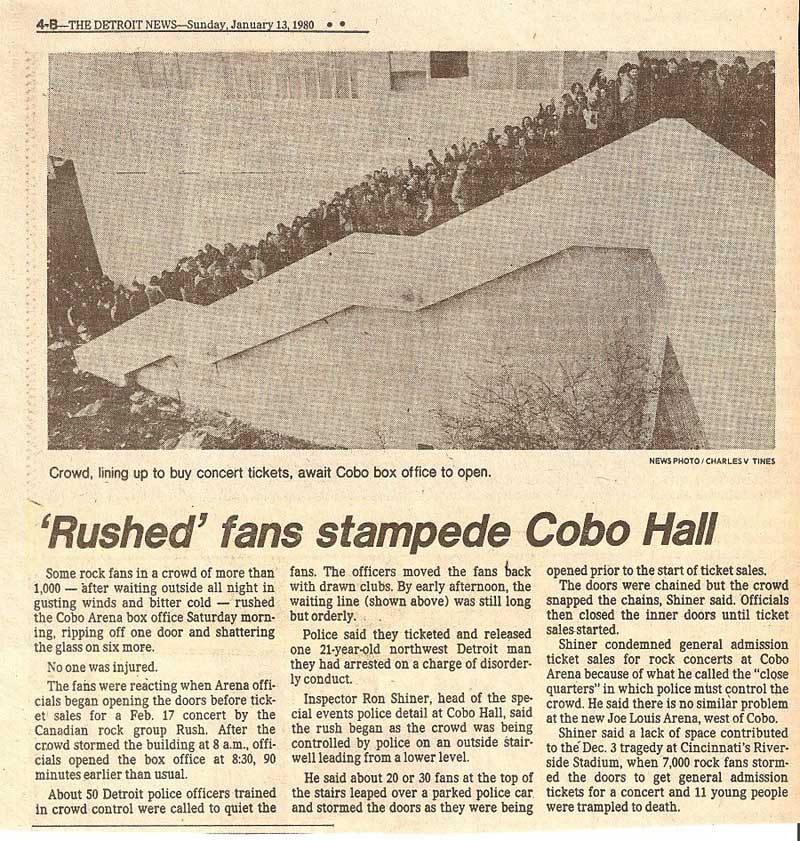 4-B—THE DETROIT NEWS—Sunday, January 13, 1980 • •
NEWS PHOTO / CHARLES V TINES
Crowd, lining up to buy concert tickets, await Cobo box office to open.
‘Rushed’ fans stampede Cobo Hall
Some rock fans in a crowd of more than
1,000 — after waiting outside all night in
gusting winds and bitter cold — rushed
the Cobo Arena box office Saturday morn-
ing, ripping off one door and shattering
the glass on six more.
No one was injured.
The fans were reacting when Arena offi-
cials began opening the doors before tick-
et sales for a Feb. 17 concert by the
Canadian rock group Rush. After the
crowd stormed the building at 8 a.m., offi-
cials opened the box office at 8:30, 90
minutes earlier than usual.
About 50 Detroit police officers trained
in crowd control were called to quiet the
fans. The officers moved the fans back
with drawn clubs. By early afternoon, the
waiting line (shown above) was still long
but orderly.
Police said they ticketed and released
one 21-year-old northwest Detroit man
they had arrested on a charge of disorder-
ly conduct.
Inspector Ron Shiner, head of the spe-
cial events police detail at Cobo Hall, said
the rush began as the crowd was being
controlled by police on an outside stair-
well leading from a lower level.
He said about 20 or 30 fans at the top of
the stairs leaped over a parked police car
and stormed the doors as they were being
opened prior to the start of ticket sales.
The doors were chained but the crowd
snapped the chains, Shiner said. Officials
then closed the inner doors until ticket
sales started.
Shiner condemned general admission
ticket sales for rock concerts at Cobo
Arena because of what he called the “close
quarters” in which police must control the
crowd. He said there is no similar problem
at the new Joe Louis Arena, west of Cobo.
Shiner said a lack of space contributed
to the Dec. 3 tragedy at Cincinnati's River-
side Stadium, when 7,000 rock fans storm-
ed the doors to get general admission
tickets for a concert and 11 young people
were trampled to death.